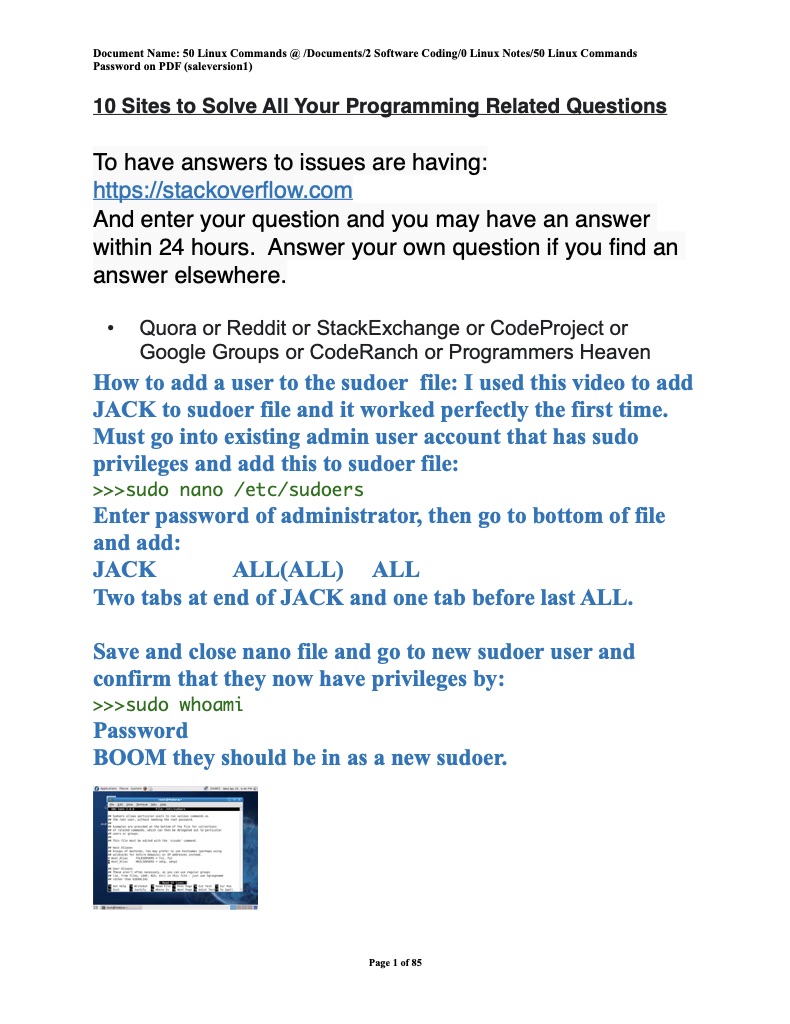 Document Name: 50 Linux Commands @ /Documents/2 Software Coding/0 Linux Notes/50 Linux Commands
Password on PDF (saleversion1)
10 Sites to Solve All Your Programming Related Questions
To have answers to issues are having:
https://stackoverflow.com
And enter your question and you may have an answer
within 24 hours.  Answer your own question if you find an
answer elsewhere.
• Quora or Reddit or StackExchange or CodeProject or
Google Groups or CodeRanch or Programmers Heaven
How to add a user to the sudoer  file: I used this video to add
JACK to sudoer file and it worked perfectly the first time.
Must go into existing admin user account that has sudo
privileges and add this to sudoer file:
>>>sudo nano /etc/sudoers
Enter password of administrator, then go to bottom of file
and add:
JACK ALL(ALL) ALL
Two tabs at end of JACK and one tab before last ALL.
Save and close nano file and go to new sudoer user and
confirm that they now have privileges by:
>>>sudo whoami
Password
BOOM they should be in as a new sudoer.
Page 1 of 85